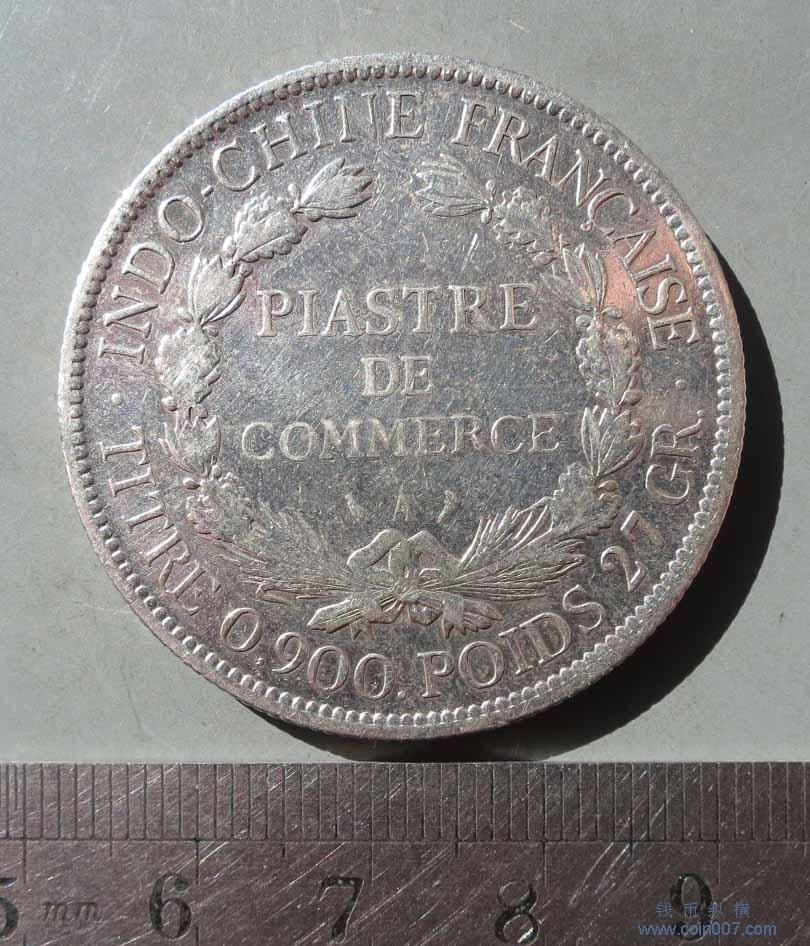 · INDO-CHINE FRANÇAISE ·
PIASTRE
DE
COMMERCE
A
TITRE 0,900. POIDS 27 GR.
5 mm 6 7 8 9
钱币纵横
www.coin007.com